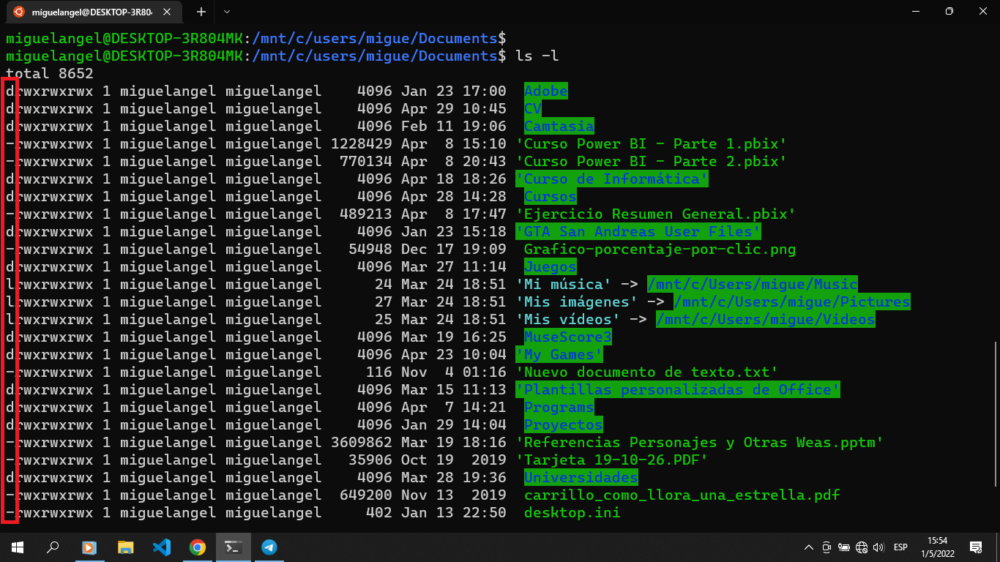 miguelangel@DESKTOP-3R804
miguelangel@DESKTOP-3R804MK:/mnt/c/users/migue/Documents$
miguelangel@DESKTOP-3R804MK:/mnt/c/users/migue/Documents$ ls -l
total 8652
drwxrwxrwx 1 miguelangel miguelangel    4096 Jan 23 17:00  Adobe
drwxrwxrwx 1 miguelangel miguelangel    4096 Apr 29 10:45  CV
drwxrwxrwx 1 miguelangel miguelangel    4096 Feb 11 19:06  Camtasia
-rwxrwxrwx 1 miguelangel miguelangel 1228429 Apr  8 15:10 'Curso Power BI - Parte 1.pbix'
-rwxrwxrwx 1 miguelangel miguelangel  770134 Apr  8 20:43 'Curso Power BI - Parte 2.pbix'
drwxrwxrwx 1 miguelangel miguelangel    4096 Apr 18 18:26 'Curso de Informática'
drwxrwxrwx 1 miguelangel miguelangel    4096 Apr 28 14:28  Cursos
-rwxrwxrwx 1 miguelangel miguelangel  489213 Apr  8 17:47 'Ejercicio Resumen General.pbix'
drwxrwxrwx 1 miguelangel miguelangel    4096 Jan 23 15:18 'GTA San Andreas User Files'
-rwxrwxrwx 1 miguelangel miguelangel   54948 Dec 17 19:09  Grafico-porcentaje-por-clic.png
drwxrwxrwx 1 miguelangel miguelangel    4096 Mar 27 11:14  Juegos
lrwxrwxrwx 1 miguelangel miguelangel      24 Mar 24 18:51 'Mi música' -> /mnt/c/Users/migue/Music
lrwxrwxrwx 1 miguelangel miguelangel      27 Mar 24 18:51 'Mis imágenes' -> /mnt/c/Users/migue/Pictures
lrwxrwxrwx 1 miguelangel miguelangel      25 Mar 24 18:51 'Mis vídeos' -> /mnt/c/Users/migue/Videos
drwxrwxrwx 1 miguelangel miguelangel    4096 Mar 19 16:25  MuseScore3
drwxrwxrwx 1 miguelangel miguelangel    4096 Apr 23 10:04 'My Games'
-rwxrwxrwx 1 miguelangel miguelangel     116 Nov  4 01:16 'Nuevo documento de texto.txt'
drwxrwxrwx 1 miguelangel miguelangel    4096 Mar 15 11:13 'Plantillas personalizadas de Office'
drwxrwxrwx 1 miguelangel miguelangel    4096 Apr  7 14:21  Programs
drwxrwxrwx 1 miguelangel miguelangel    4096 Jan 29 14:04  Proyectos
-rwxrwxrwx 1 miguelangel miguelangel 3609862 Mar 19 18:16 'Referencias Personajes y Otras Weas.pptm'
-rwxrwxrwx 1 miguelangel miguelangel   35906 Oct 19  2019 'Tarjeta 19-10-26.PDF'
drwxrwxrwx 1 miguelangel miguelangel    4096 Mar 28 19:36  Universidades
-rwxrwxrwx 1 miguelangel miguelangel  649200 Nov 13  2019  carrillo_como_llora_una_estrella.pdf
-rwxrwxrwx 1 miguelangel miguelangel     402 Jan 13 22:50  desktop.ini
ESP
15:54
1/5/2022